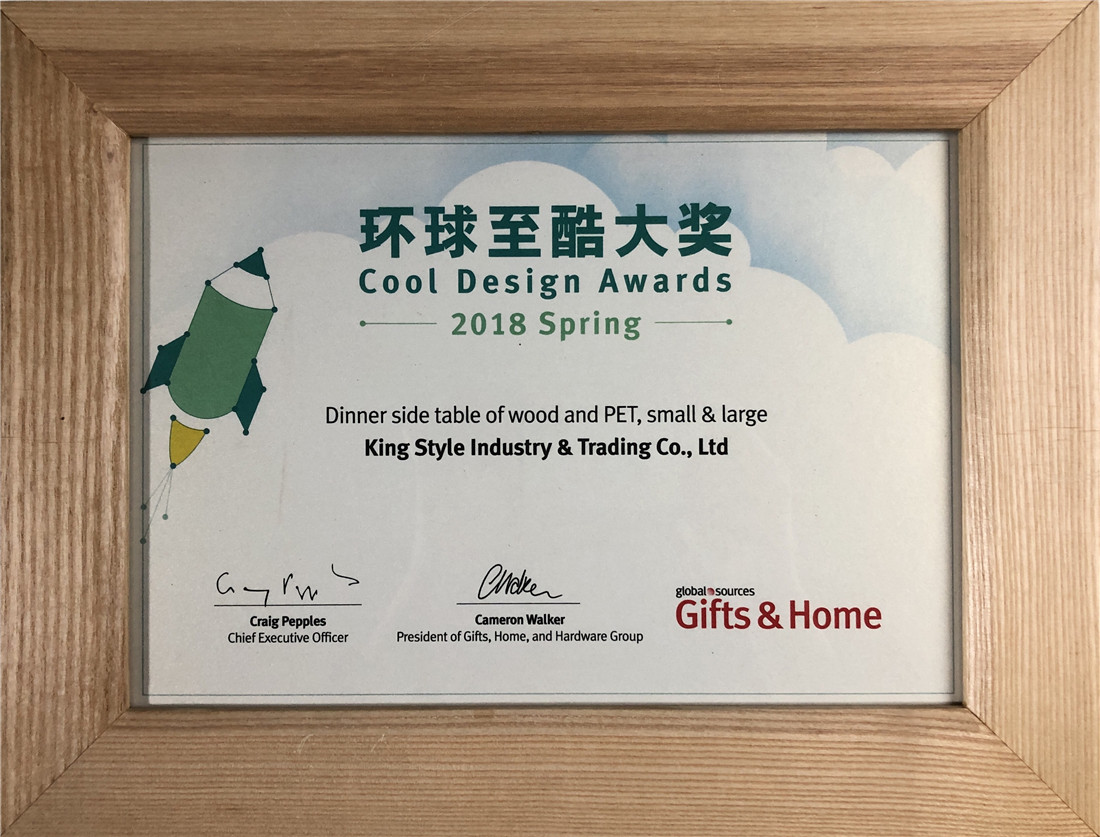 环球至酷大奖
Cool Design Awards
2018 Spring
Dinner side table of wood and PET, small & large
King Style Industry & Trading Co., Ltd
Craig Pepples
Chief Executive Officer
Cameron Walker
President of Gifts, Home, and Hardware Group
global sources
Gifts & Home